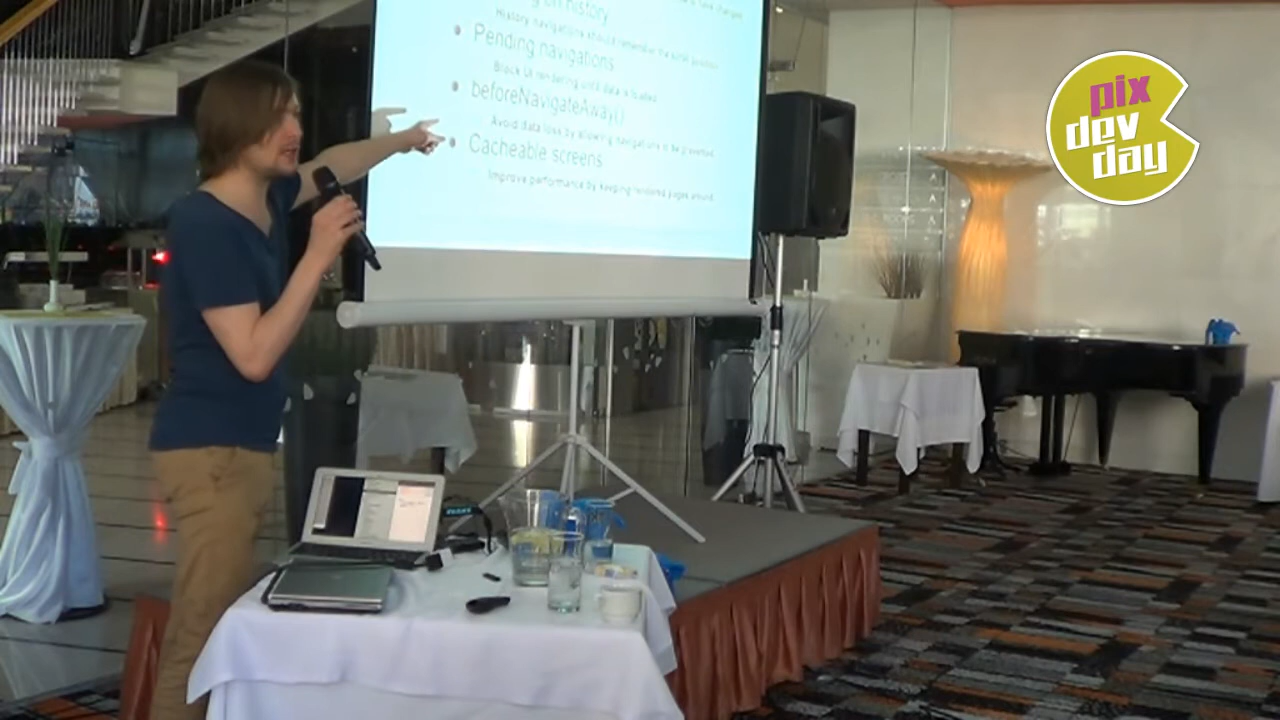 on history
History navigations should remember the scroll position
Pending navigations
Block UI rendering until data is loaded
beforeNavigateAway()
Avoid data loss by allowing navigations to be prevented
Cacheable screens
Improve performance by keeping rendered pages around
pix
dev
day